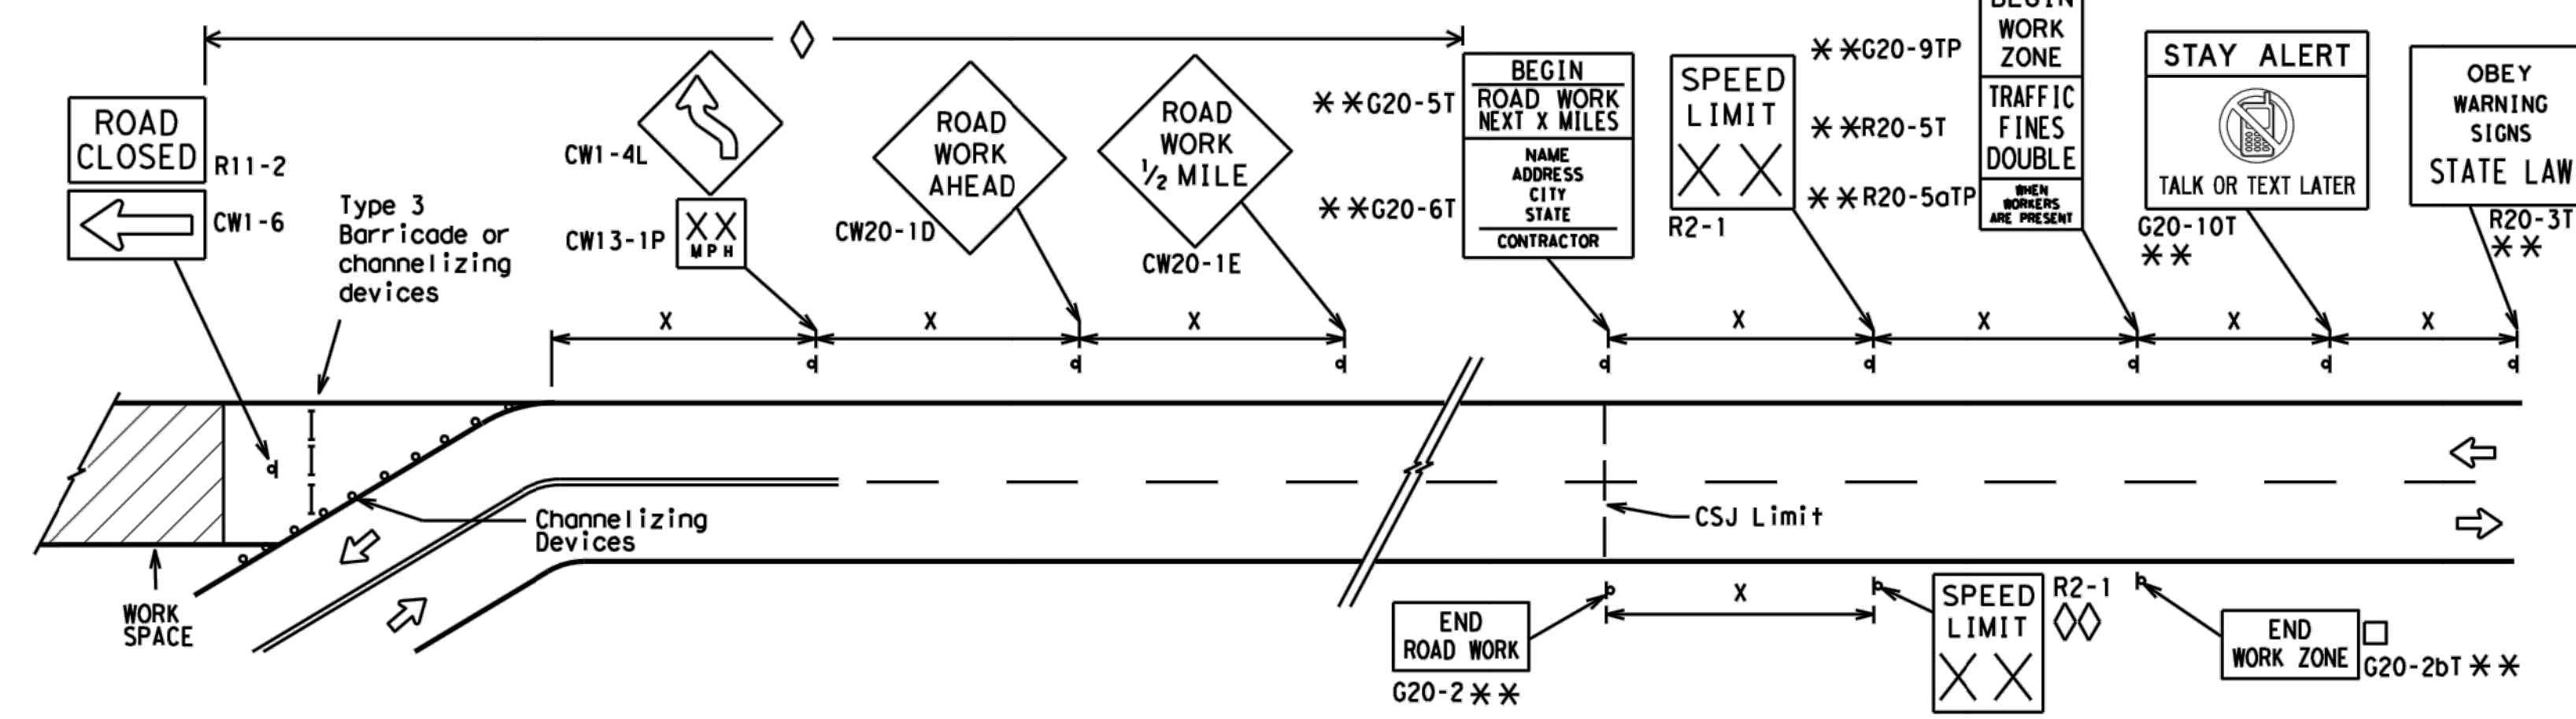 ROAD
CLOSED
R11-2
CW1-6
Type 3
Barricade or
channelizing
devices
CW1-4L
CW13-1P
XX
MPH
ROAD
WORK
AHEAD
CW20-1D
ROAD
WORK
1/2 MILE
CW20-1E
**G20-5T
**G20-6T
BEGIN
ROAD WORK
NEXT X MILES
NAME
ADDRESS
CITY
STATE
CONTRACTOR
SPEED
LIMIT
XX
R2-1
**G20-9TP
**R20-5T
**R20-5aTP
BEGIN
WORK
ZONE
TRAFFIC
FINES
DOUBLE
WHEN
WORKERS
ARE PRESENT
STAY ALERT
TALK OR TEXT LATER
G20-10T
**
OBEY
WARNING
SIGNS
STATE LAW
R20-3T
**
X
X
X
X
X
X
X
Channelizing
Devices
WORK
SPACE
CSJ Limit
END
ROAD WORK
G20-2**
X
SPEED
LIMIT
XX
R2-1
END
WORK ZONE
G20-2bT**